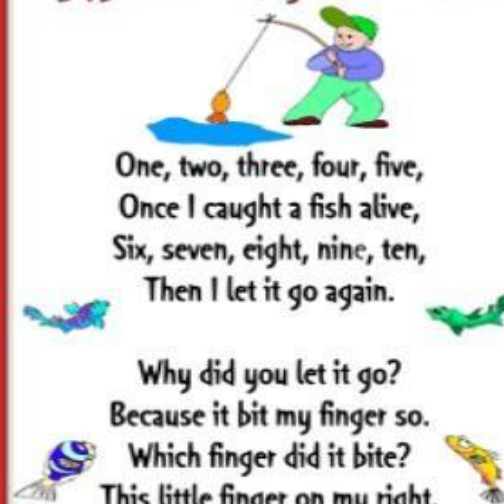 One, two, three, four, five,
Once I caught a fish alive,
Six, seven, eight, nine, ten,
Then I let it go again.
Why did you let it go?
Because it bit my finger so.
Which finger did it bite?
This little finger on my right.